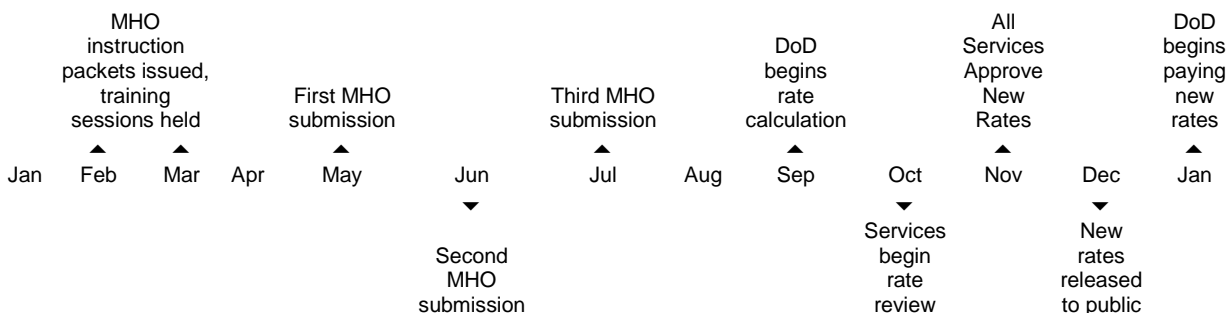 MHO
instruction
packets issued,
training
sessions held
First MHO
submission
Third MHO
submission
DoD
begins
rate
calculation
All
Services
Approve
New
Rates
DoD
begins
paying
new
rates
Jan Feb Mar Apr May Jun Jul Aug Sep Oct Nov Dec Jan
Second
MHO
submission
Services
begin
rate
review
New
rates
released
to public